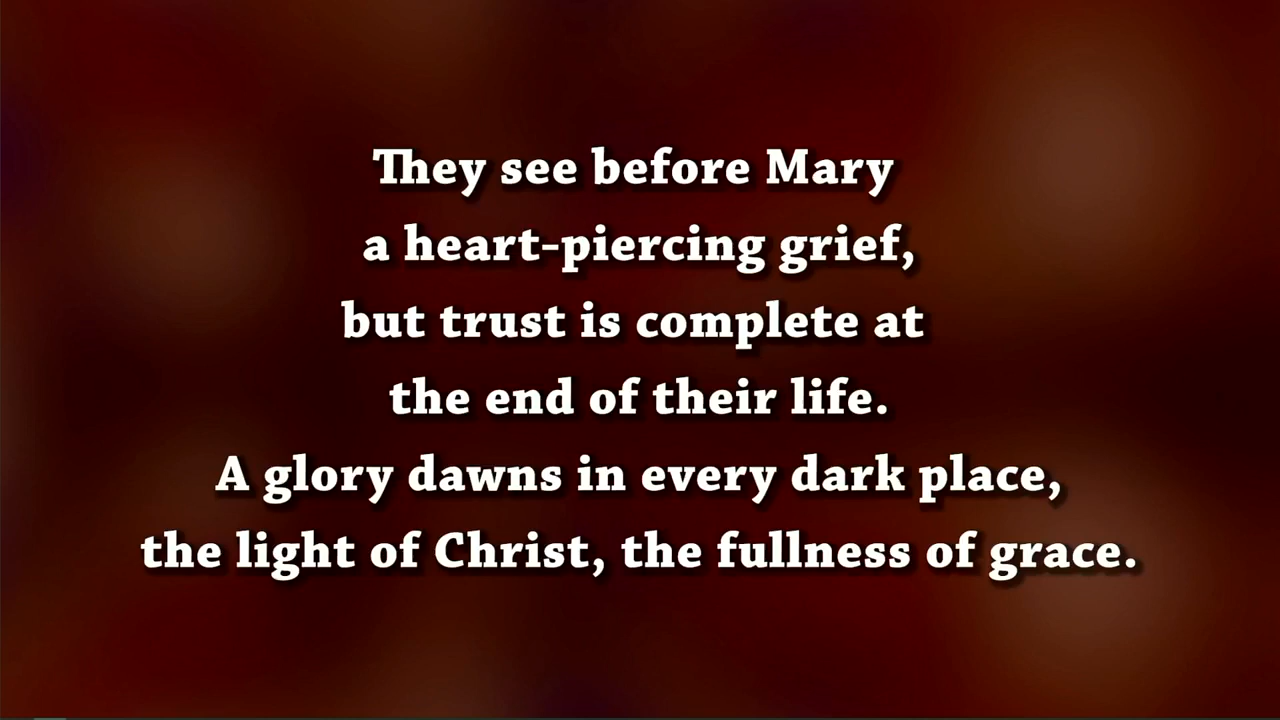 They see before Mary
a heart-piercing grief,
but trust is complete at
the end of their life.
A glory dawns in every dark place,
the light of Christ, the fullness of grace.